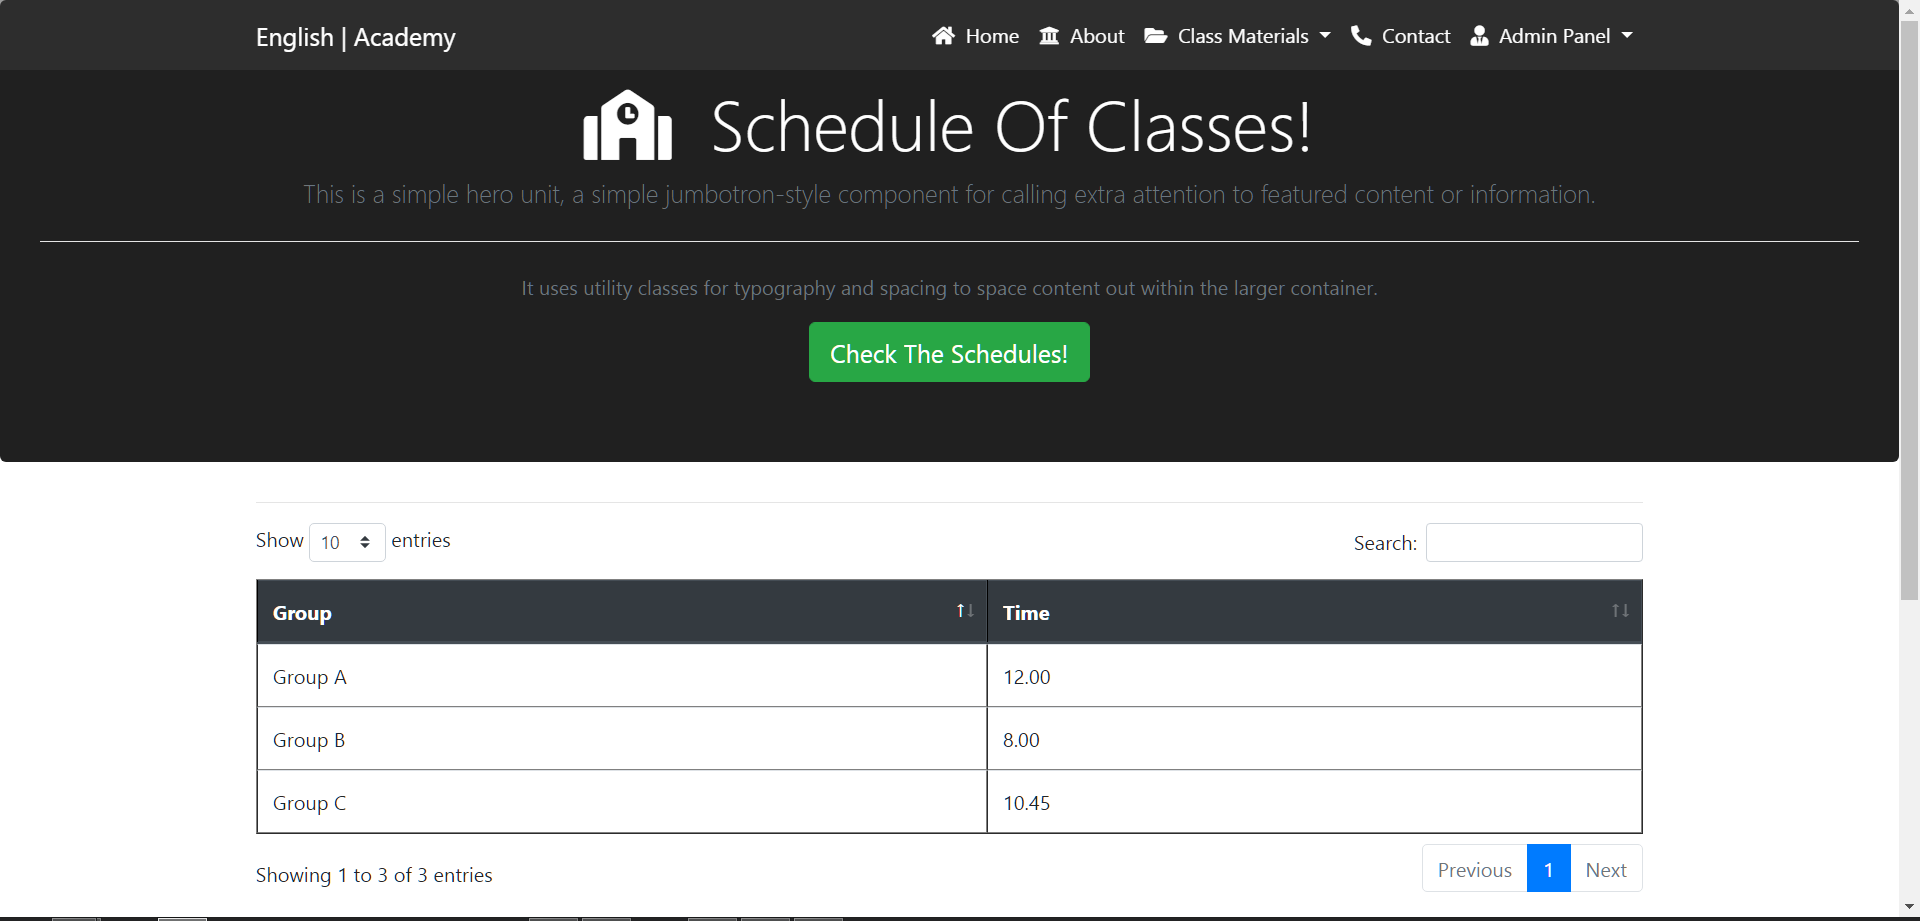 English | Academy
Home About Class Materials Contact Admin Panel
Schedule Of Classes!
This is a simple hero unit, a simple jumbotron-style component for calling extra attention to featured content or information.
It uses utility classes for typography and spacing to space content out within the larger container.
Check The Schedules!
Show 10 entries
Search:
Group Time
Group A 12.00
Group B 8.00
Group C 10.45
Showing 1 to 3 of 3 entries
Previous 1 Next